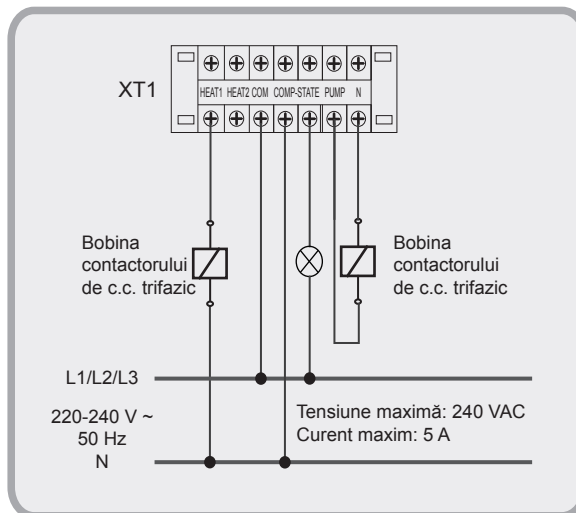 XT1
HEAT1 HEAT2 COM COMP-STATE PUMP N
Bobina
contactorului
de c.c. trifazic
Bobina
contactorului
de c.c. trifazic
L1/L2/L3
220-240 V ~
50 Hz
N
Tensiune maximă: 240 VAC
Curent maxim: 5 A